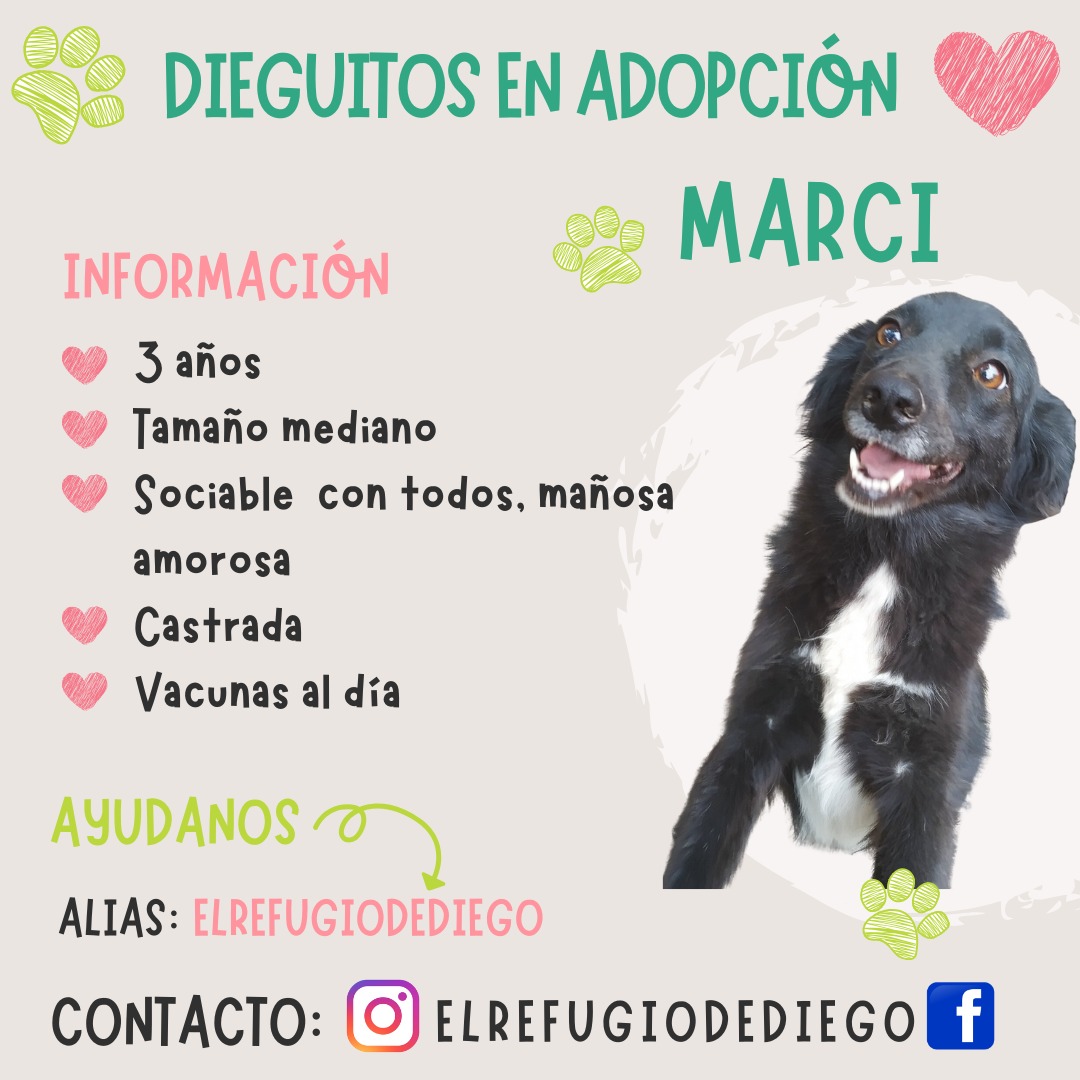 DIEGUITOS EN ADOPCIÓN
MARCI
INFORMACIÓN
3 años
Tamaño mediano
Sociable con todos, mañosa
amorosa
Castrada
Vacunas al día
AYUDANOS
ALIAS: ELREFUGIODEDIEGO
CONTACTO: ELREFUGIODEDIEGO